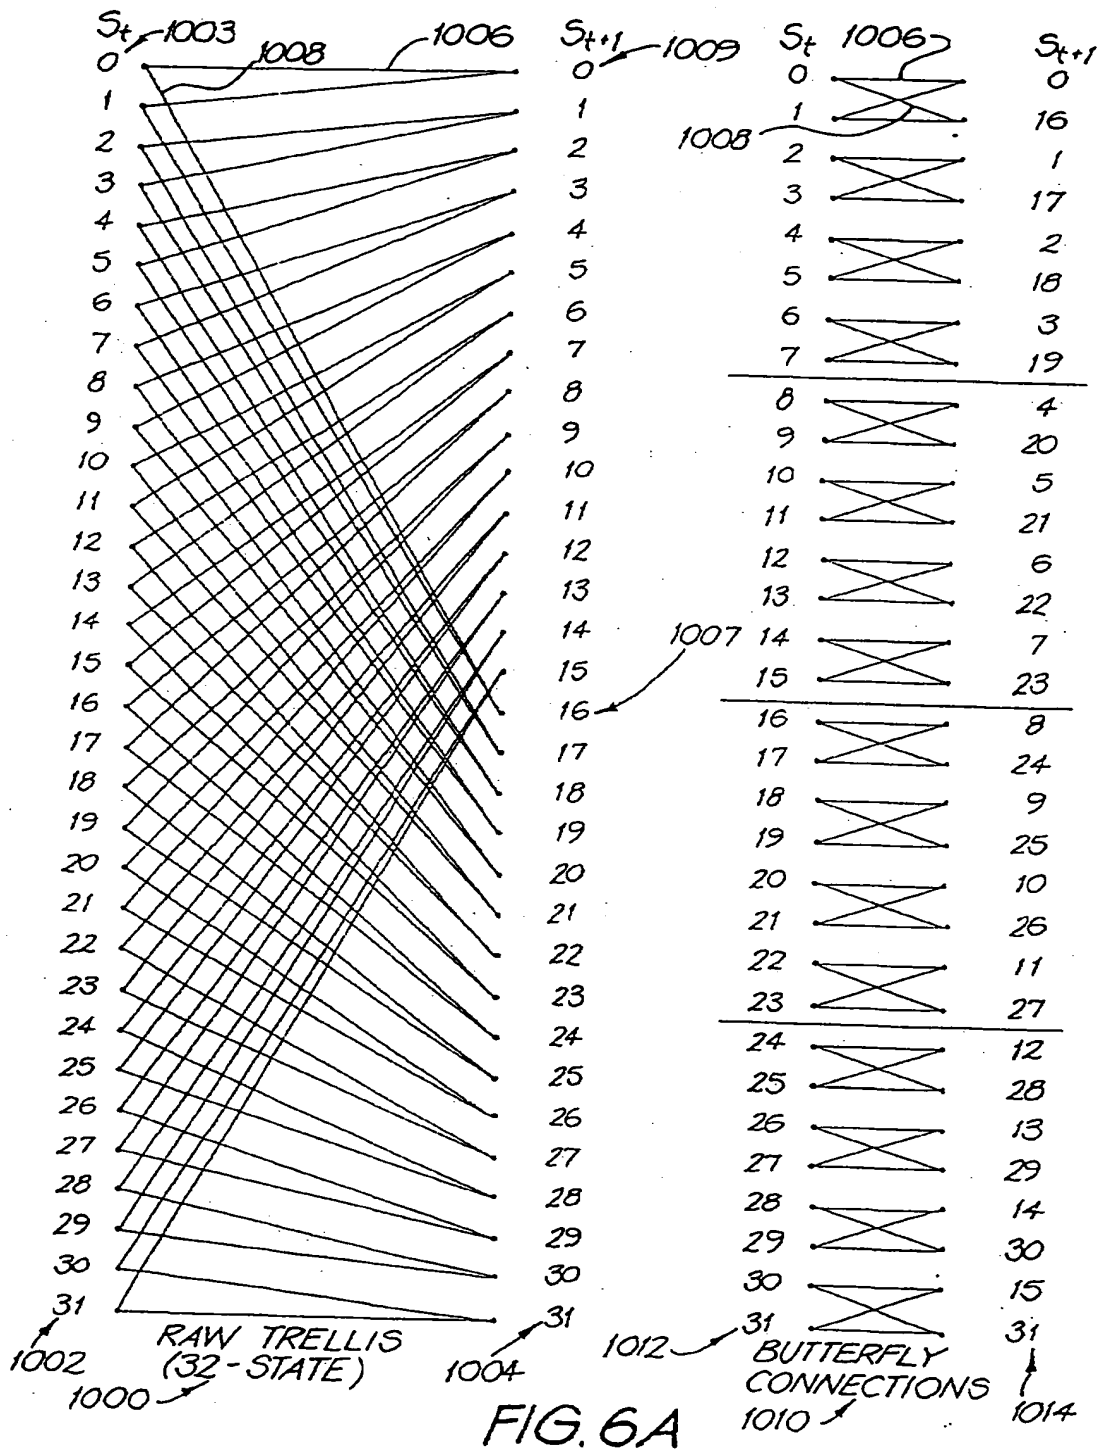 S_t 1003 1006 S_t+1 1009 S_t 1006 S_t+1
0 1008 0 0 0
1 1 1 1008 16
2 2 2 1
3 3 3 17
4 4 4 2
5 5 5 18
6 6 6 3
7 7 7 19
8 8 8 4
9 9 9 20
10 10 10 5
11 11 11 21
12 12 12 6
13 13 13 22
14 14 1007 14 7
15 15 15 23
16 16 16 8
17 17 17 24
18 18 18 9
19 19 19 25
20 20 20 10
21 21 21 26
22 22 22 11
23 23 23 27
24 24 24 12
25 25 25 28
26 26 26 13
27 27 27 29
28 28 28 14
29 29 29 30
30 30 30 15
31 31 31 31
1002 RAW TRELLIS 1004 1012 BUTTERFLY
(32-STATE) CONNECTIONS
1000 1010 1014
FIG. 6A